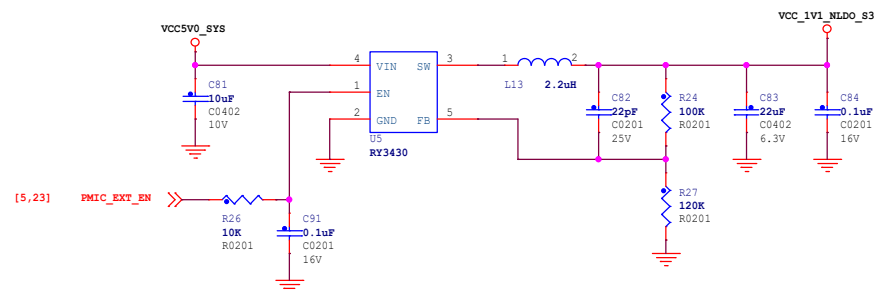 VCC5V0_SYS
VCC_1V1_NLDO_S3
4 VIN SW 3
1 2
L13 2.2uH
C81
10uF
C0402
10V
1 EN
2 GND FB 5
U5
RY3430
C82
22pF
C0201
25V
R24
100K
R0201
C83
22uF
C0402
6.3V
C84
0.1uF
C0201
16V
[5,23] PMIC_EXT_EN
R26
10K
R0201
C91
0.1uF
C0201
16V
R27
120K
R0201